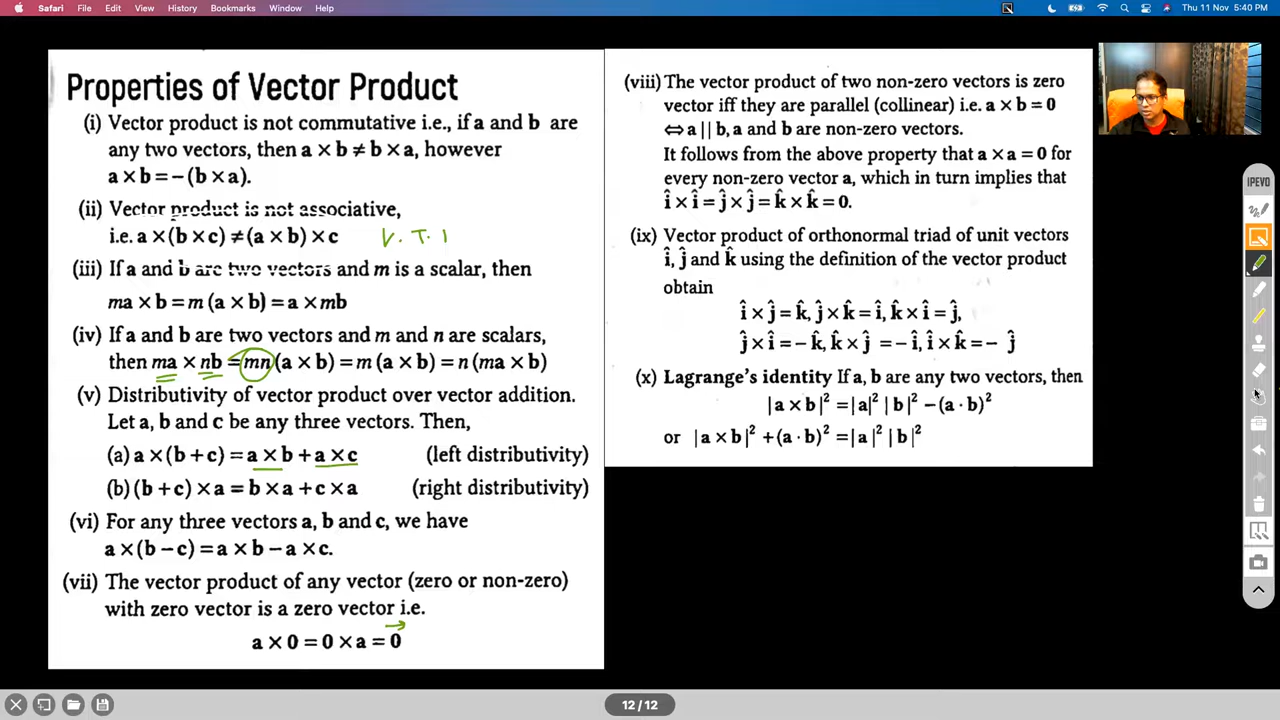 Safari File Edit View History Bookmarks Window Help
Thu 11 Nov 5:40 PM
Properties of Vector Product
(i) Vector product is not commutative i.e., if a and b are
any two vectors, then a × b ≠ b × a, however
a × b = −(b × a).
(ii) Vector product is not associative,
i.e. a × (b × c) ≠ (a × b) × c V. T. I
(iii) If a and b are two vectors and m is a scalar, then
ma × b = m (a × b) = a × mb
(iv) If a and b are two vectors and m and n are scalars,
then ma × nb = mn (a × b) = m (a × b) = n (ma × b)
(v) Distributivity of vector product over vector addition.
Let a, b and c be any three vectors. Then,
(a) a × (b + c) = a × b + a × c (left distributivity)
(b) (b + c) × a = b × a + c × a (right distributivity)
(vi) For any three vectors a, b and c, we have
a × (b − c) = a × b − a × c.
(vii) The vector product of any vector (zero or non-zero)
with zero vector is a zero vector i.e.
a × 0 = 0 × a = 0
(viii) The vector product of two non-zero vectors is zero
vector iff they are parallel (collinear) i.e. a × b = 0
⇔ a || b, a and b are non-zero vectors.
It follows from the above property that a × a = 0 for
every non-zero vector a, which in turn implies that
î × î = ĵ × ĵ = k̂ × k̂ = 0.
(ix) Vector product of orthonormal triad of unit vectors
î, ĵ and k̂ using the definition of the vector product
obtain
î × ĵ = k̂, ĵ × k̂ = î, k̂ × î = ĵ,
ĵ × î = − k̂, k̂ × ĵ = − î, î × k̂ = − ĵ
(x) Lagrange's identity If a, b are any two vectors, then
|a × b|² = |a|² |b|² − (a · b)²
or |a × b|² + (a · b)² = |a|² |b|²
IPEVO
12 / 12